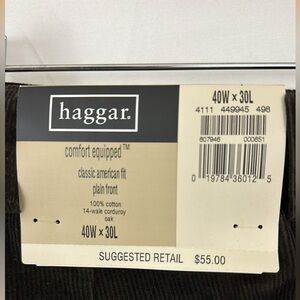 haggar.
comfort equipped™
classic american fit
plain front
100% cotton
14-wale corduroy
oak
40W x 30L
40W x 30L
4111 449945 498
807946 000851
0 19784 36012 5
SUGGESTED RETAIL $55.00